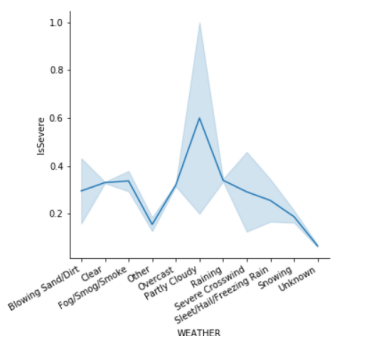 1.0
0.8
0.6
0.4
0.2
IsSevere
Blowing Sand/Dirt
Clear
Fog/Smog/Smoke
Other
Overcast
Partly Cloudy
Raining
Severe Crosswind
Sleet/Hail/Freezing Rain
Snowing
Unknown
WEATHER